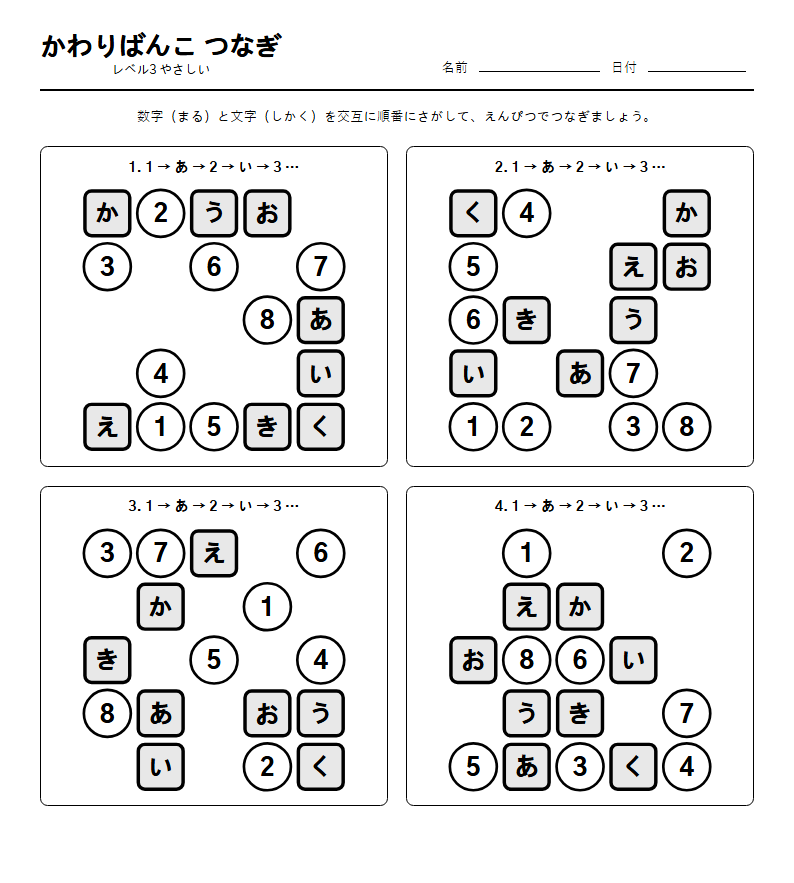 かわりばんこ つなぎ
レベル3 やさしい
名前 日付
数字（まる）と文字（しかく）を交互に順番にさがして、えんぴつでつなぎましょう。
1. 1 → あ → 2 → い → 3 …
か 2 う お
3 6 7
8 あ
4 い
え 1 5 き く
2. 1 → あ → 2 → い → 3 …
く 4 か
5 え お
6 き う
い あ 7
1 2 3 8
3. 1 → あ → 2 → い → 3 …
3 7 え 6
か 1
き 5 4
8 あ お う
い 2 く
4. 1 → あ → 2 → い → 3 …
1 2
え か
お 8 6 い
う き 7
5 あ 3 く 4